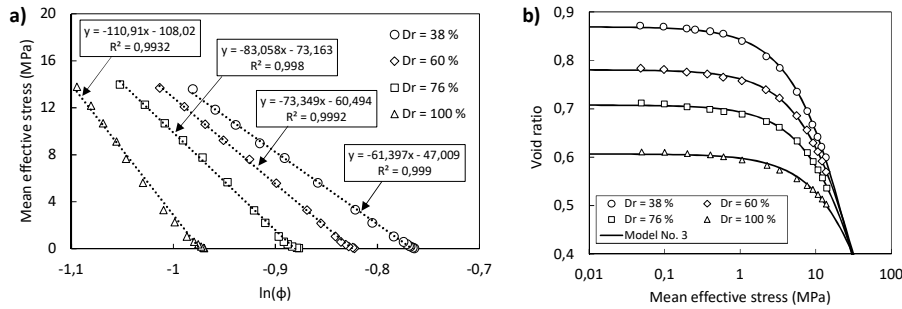 a)
y = -110,91x - 108,02
R² = 0,9932
y = -83,058x - 73,163
R² = 0,998
y = -73,349x - 60,494
R² = 0,9992
y = -61,397x - 47,009
R² = 0,999
Dr = 38 %
Dr = 60 %
Dr = 76 %
Dr = 100 %
Mean effective stress (MPa)
20
16
12
8
4
0
-1,1
-1
-0,9
-0,8
-0,7
ln(ϕ)
b)
Void ratio
0,9
0,8
0,7
0,6
0,5
0,4
Dr = 38 %
Dr = 60 %
Dr = 76 %
Dr = 100 %
Model No. 3
0,01
0,1
1
10
100
Mean effective stress (MPa)